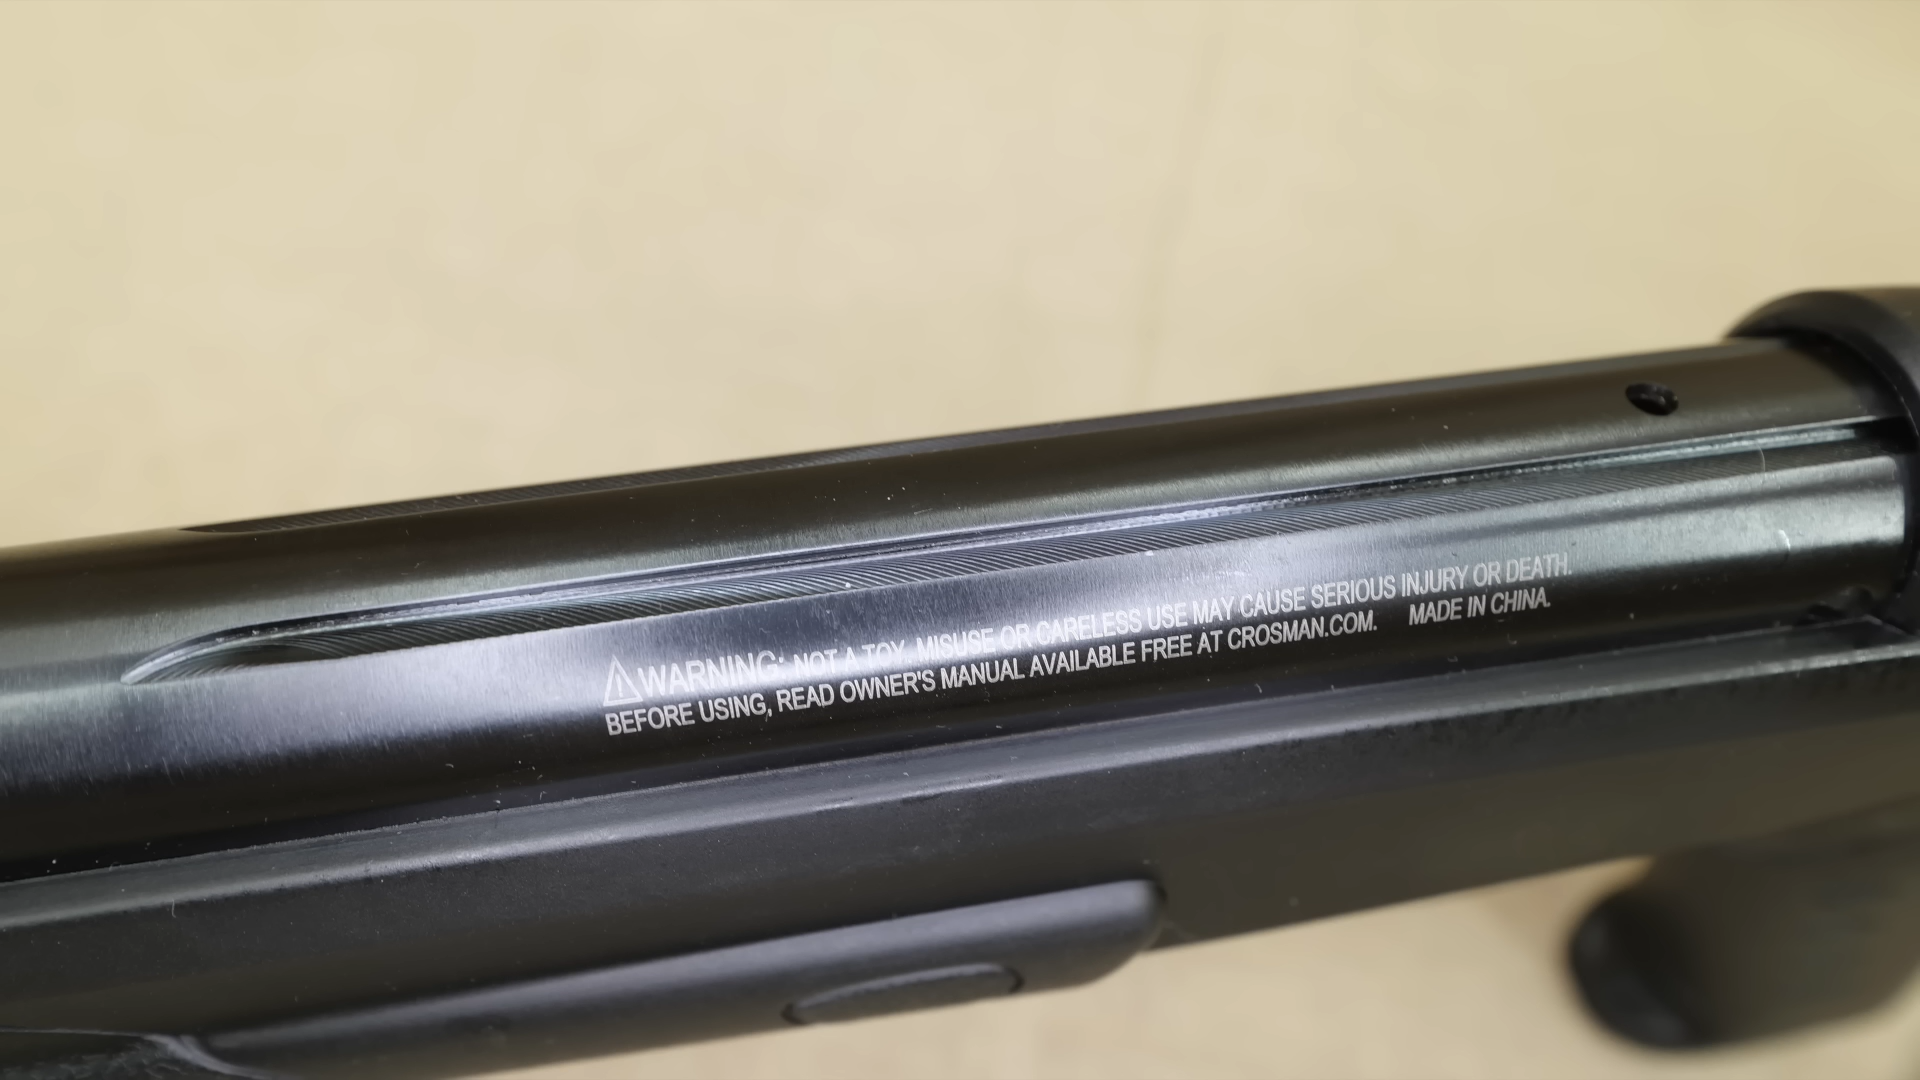 ⚠WARNING: NOT A TOY. MISUSE OR CARELESS USE MAY CAUSE SERIOUS INJURY OR DEATH.
BEFORE USING, READ OWNER'S MANUAL AVAILABLE FREE AT CROSMAN.COM. MADE IN CHINA.